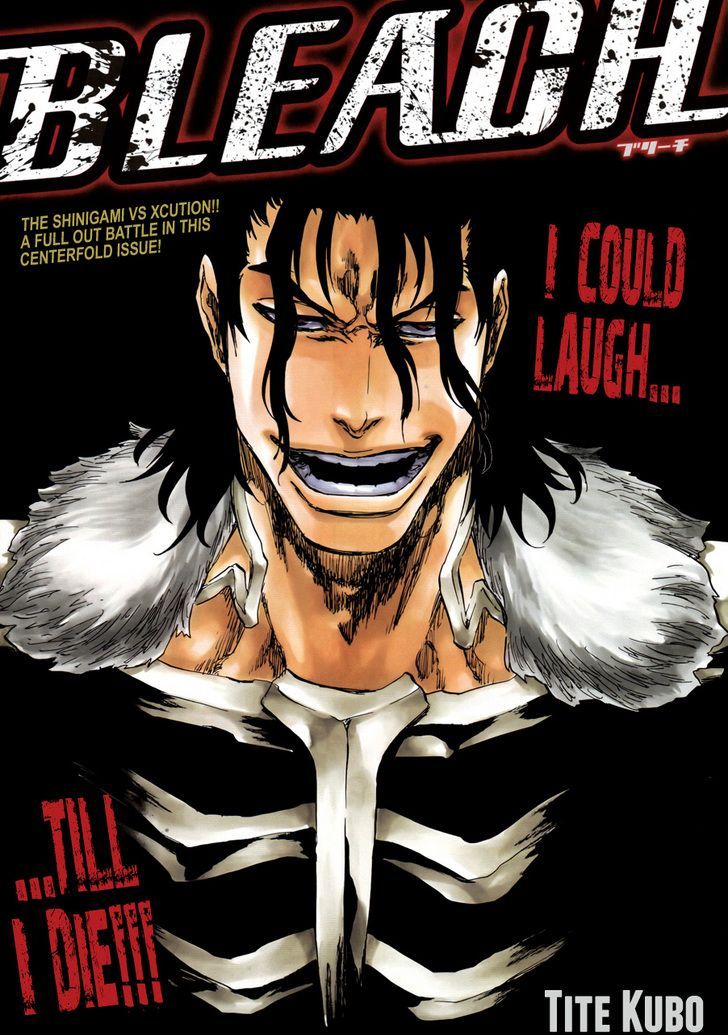 BLEACH
ブリーチ
THE SHINIGAMI VS XCUTION!!
A FULL OUT BATTLE IN THIS
CENTERFOLD ISSUE!
I COULD
LAUGH...
...TILL
I DIE!!!
TITE KUBO